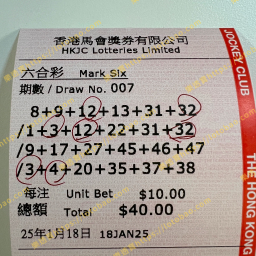 香港馬會獎券有限公司
HKJC Lotteries Limited
六合彩 Mark Six
期數 / Draw No. 007
8+9+12+13+31+32
/1+3+12+22+31+32
/9+17+27+45+46+47
/3+4+20+35+37+38
每注 Unit Bet $10.00
總額 Total $40.00
25年1月18日 18JAN25
JOCKEY CLUB
THE HONG KONG